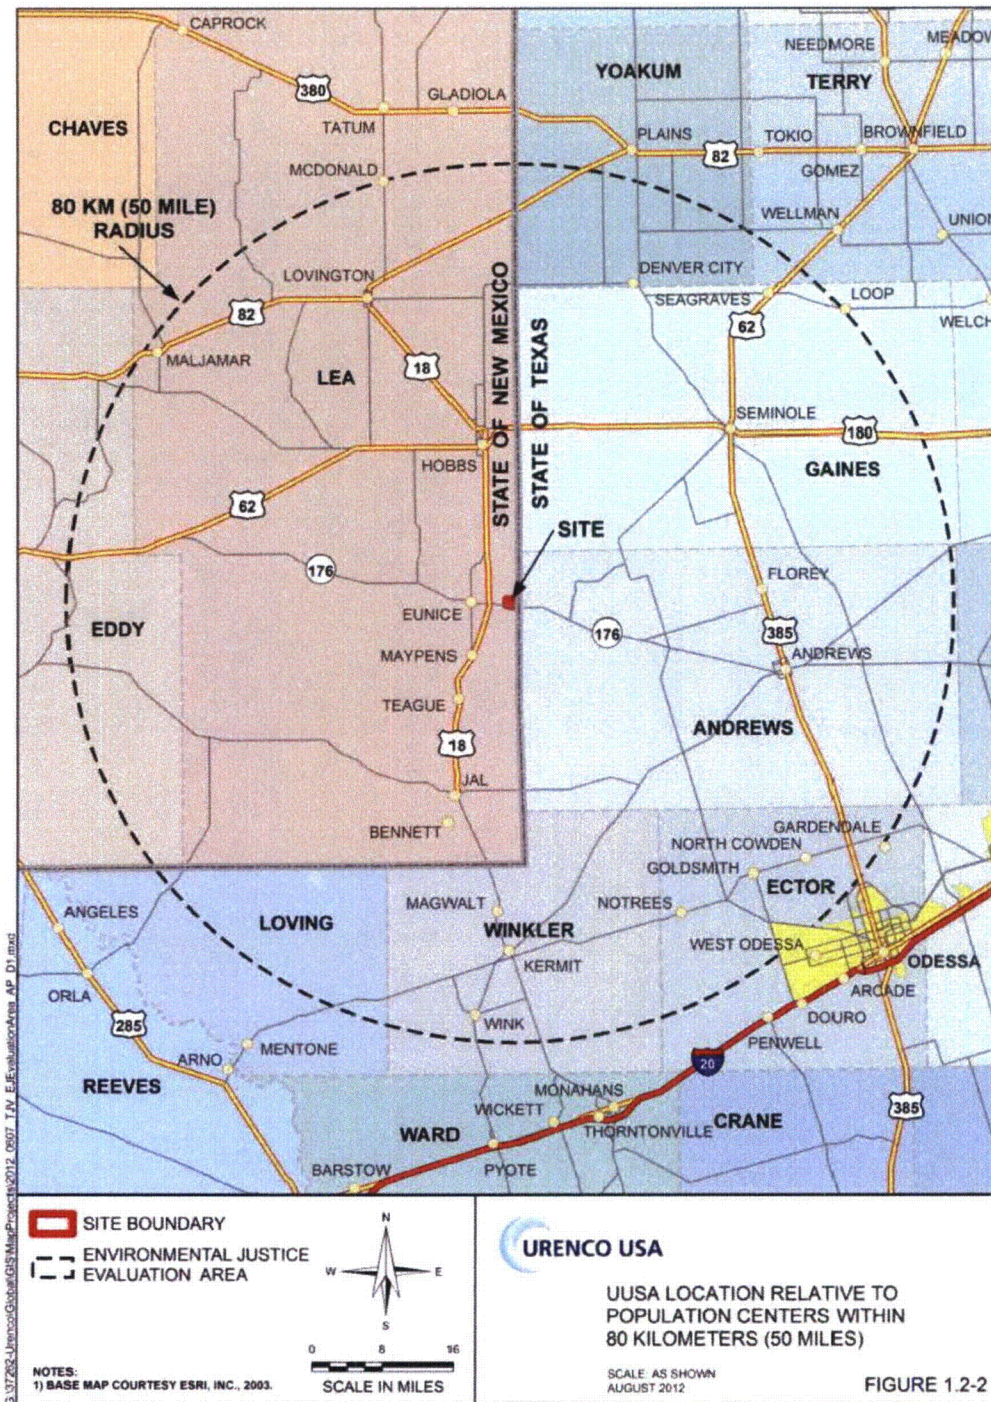 CAPROCK
NEEDMORE
MEADOW
YOAKUM
TERRY
380
GLADIOLA
CHAVES
TATUM
PLAINS
TOKIO
BROWNFIELD
82
GOMEZ
MCDONALD
80 KM (50 MILE)
RADIUS
WELLMAN
UNION
LOVINGTON
DENVER CITY
SEAGRAVES
LOOP
82
62
WELCH
MALJAMAR
18
LEA
STATE OF NEW MEXICO
STATE OF TEXAS
SEMINOLE
180
HOBBS
GAINES
62
SITE
176
FLOREY
EUNICE
EDDY
176
385
MAYPENS
ANDREWS
TEAGUE
ANDREWS
18
JAL
BENNETT
GARDENDALE
NORTH COWDEN
GOLDSMITH
ECTOR
ANGELES
LOVING
MAGWALT
WINKLER
NOTREES
WEST ODESSA
KERMIT
ODESSA
ORLA
ARCADE
285
WINK
DOURO
MENTONE
PENWELL
ARNO
20
REEVES
MONAHANS
WICKETT
385
WARD
THORNTONVILLE
CRANE
BARSTOW
PYOTE
SITE BOUNDARY
ENVIRONMENTAL JUSTICE
EVALUATION AREA
N
W E
S
0 8 16
SCALE IN MILES
NOTES:
1) BASE MAP COURTESY ESRI, INC., 2003.
URENCO USA
UUSA LOCATION RELATIVE TO
POPULATION CENTERS WITHIN
80 KILOMETERS (50 MILES)
SCALE: AS SHOWN
AUGUST 2012
FIGURE 1.2-2